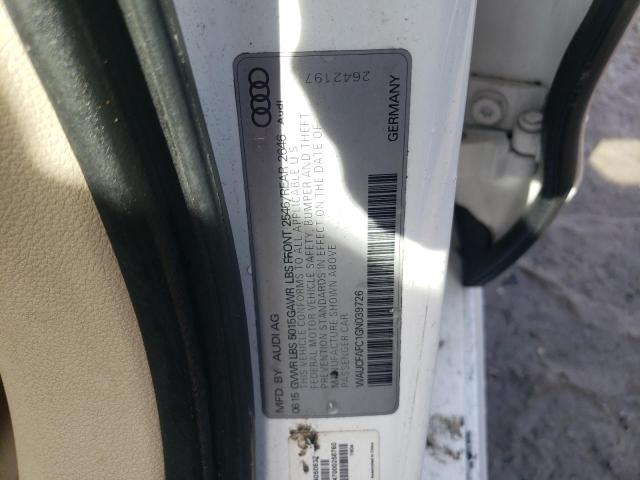 MFD. BY AUDI AG
Audi
2642197
06 15 GVWR LBS 5015 GAWR LBS FRONT 2546/REAR 2646
THIS VEHICLE CONFORMS TO ALL APPLICABLE U.S.
FEDERAL MOTOR VEHICLE SAFETY, BUMPER AND THEFT
PREVENTION STANDARDS IN EFFECT ON THE DATE OF
MANUFACTURE SHOWN ABOVE
PASSENGER CAR
WAUCFAFC1GN039726
GERMANY